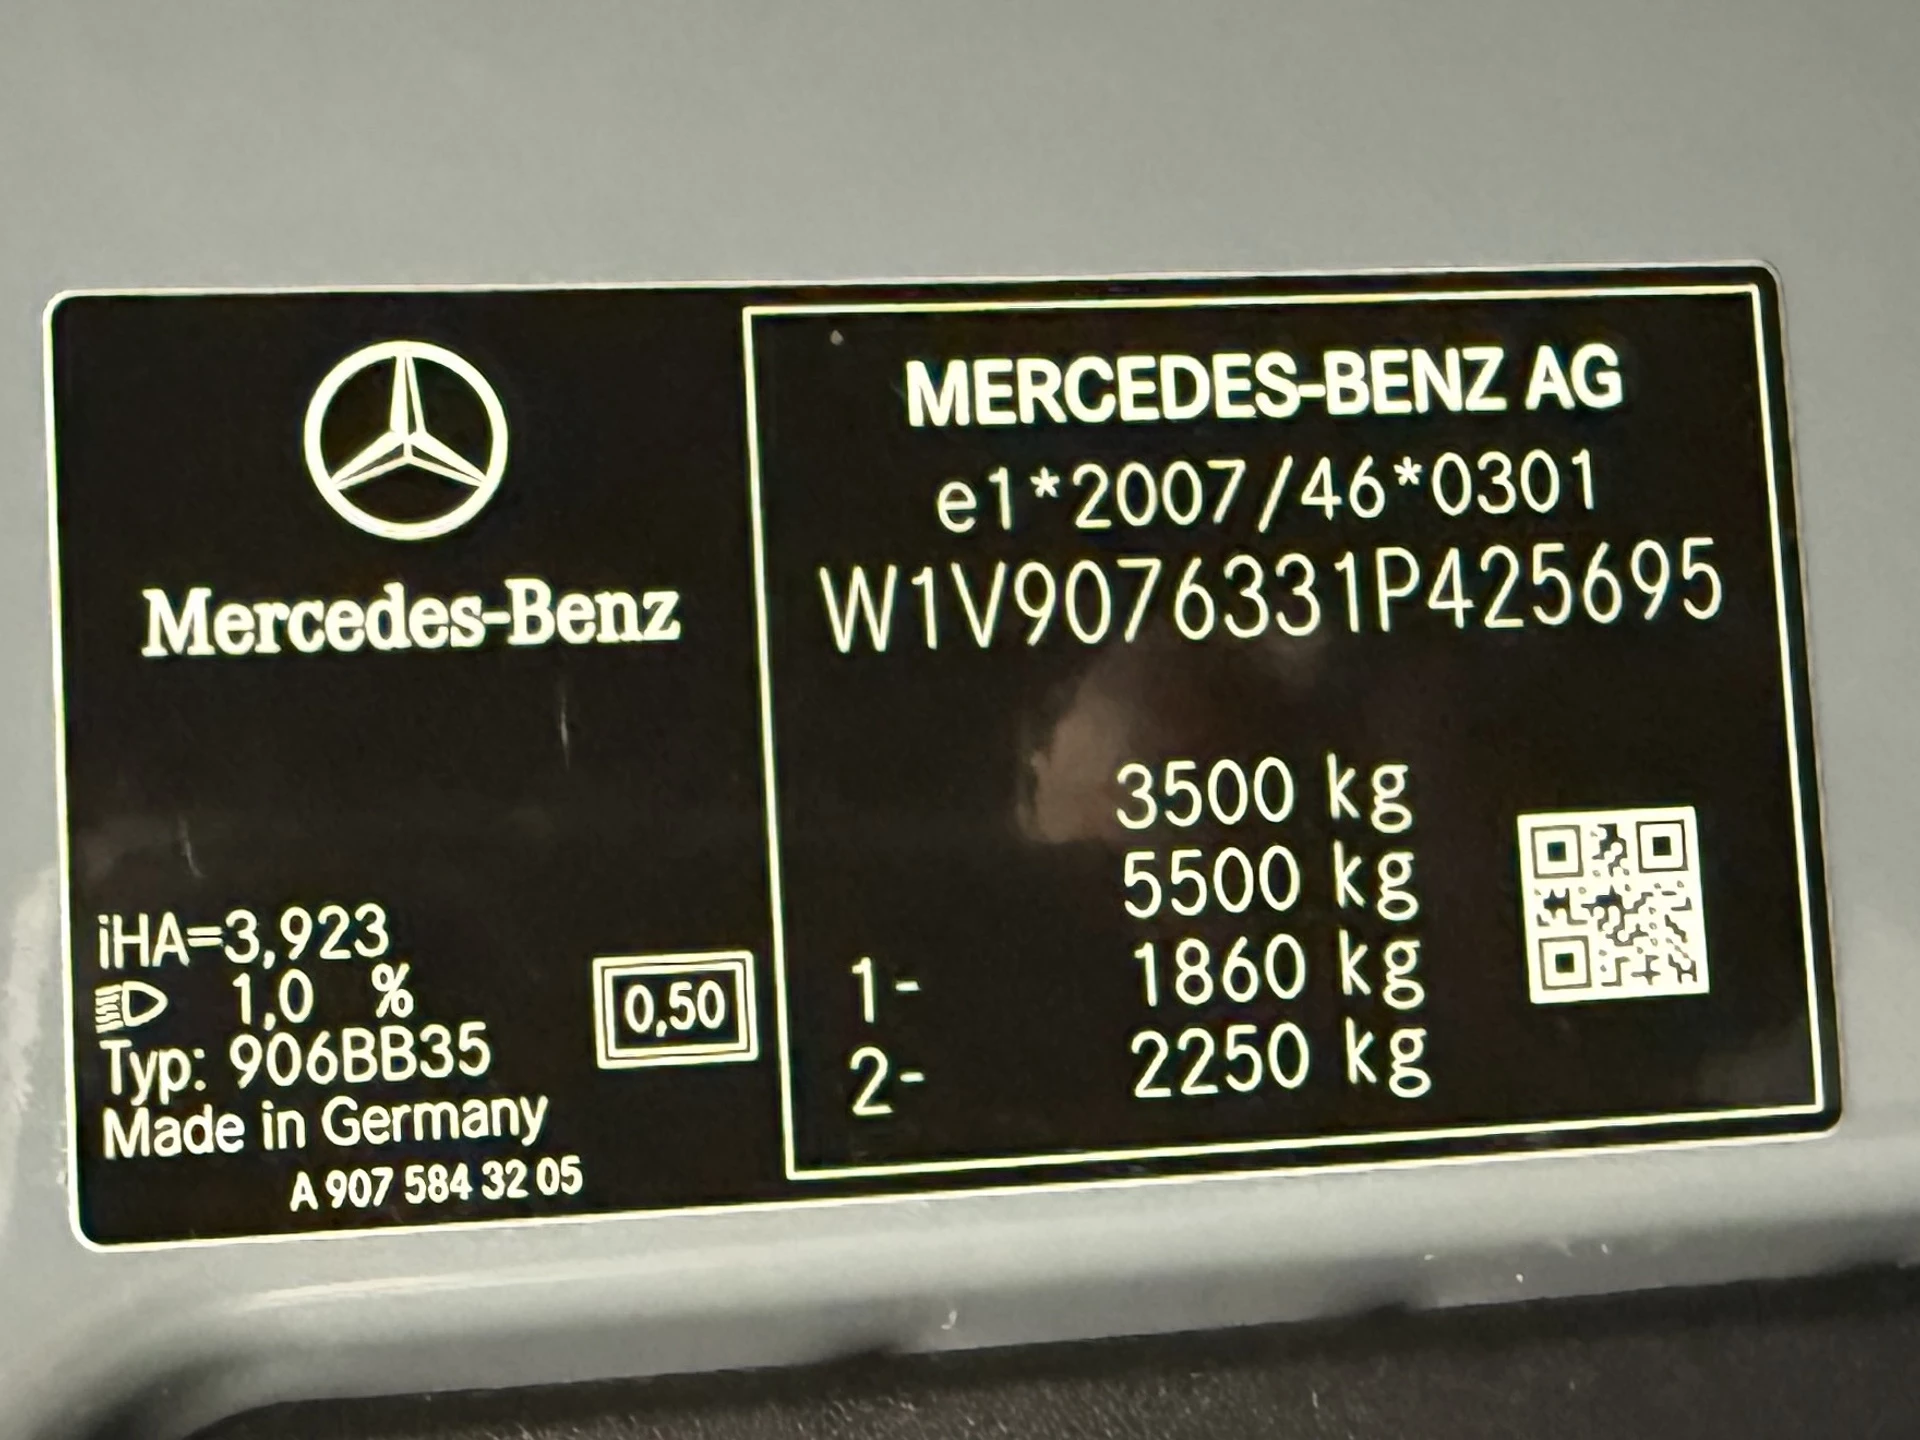 Mercedes-Benz
iHA=3,923
1,0 %
Typ: 906BB35
Made in Germany
A 907 584 32 05
0,50
MERCEDES-BENZ AG
e1*2007/46*0301
W1V9076331P425695
3500 kg
5500 kg
1- 1860 kg
2- 2250 kg